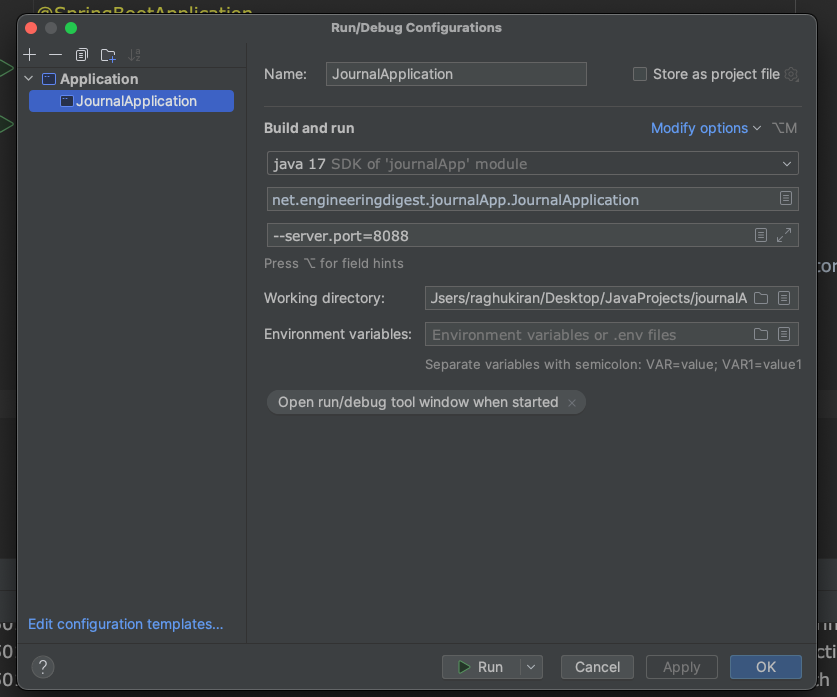 @SpringBootApplication
Run/Debug Configurations
Application
JournalApplication
Name: JournalApplication Store as project file
Build and run Modify options ⌥M
java 17 SDK of 'journalApp' module
net.engineeringdigest.journalApp.JournalApplication
--server.port=8088
Press ⌥ for field hints
Working directory: Jsers/raghukiran/Desktop/JavaProjects/journalA
Environment variables: Environment variables or .env files
Separate variables with semicolon: VAR=value; VAR1=value1
Open run/debug tool window when started ×
Edit configuration templates...
? Run Cancel Apply OK